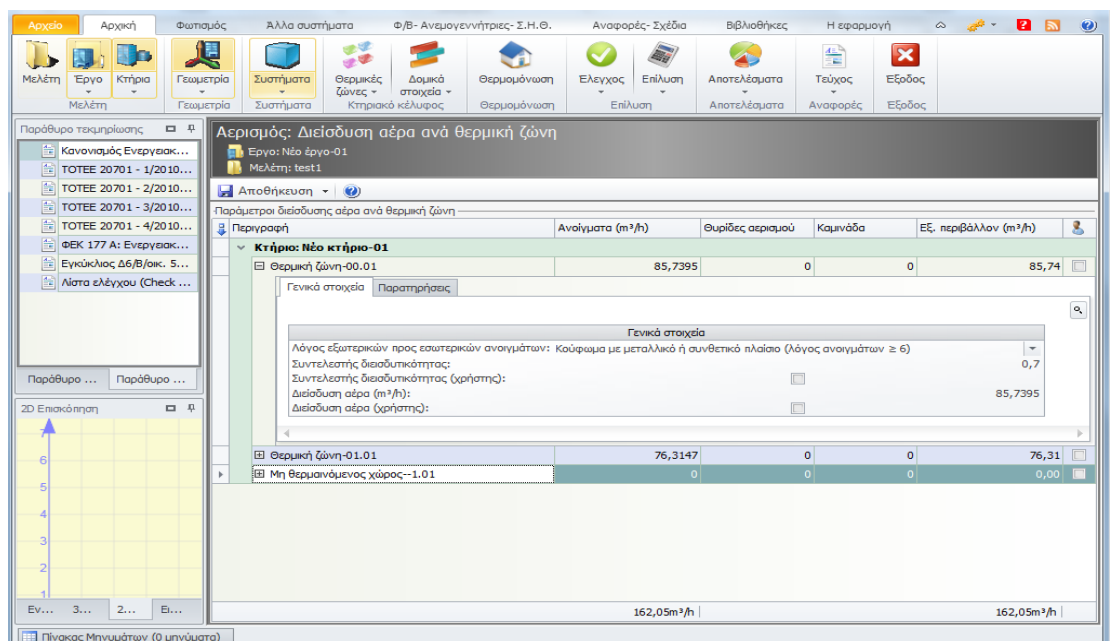 Αρχείο Αρχική Φωτισμός Άλλα συστήματα Φ/Β- Ανεμογεννήτριες- Σ.Η.Θ. Αναφορές- Σχέδια Βιβλιοθήκες Η εφαρμογή
Μελέτη Έργο Κτήρια Γεωμετρία Συστήματα Θερμικές ζώνες Δομικά στοιχεία Θερμομόνωση Έλεγχος Επίλυση Αποτελέσματα Τεύχος Έξοδος
Μελέτη Γεωμετρία Συστήματα Κτηριακό κέλυφος Θερμομόνωση Επίλυση Αποτελέσματα Αναφορές Έξοδος
Παράθυρο τεκμηρίωσης
Κανονισμός Ενεργειακ...
ΤΟΤΕΕ 20701 - 1/2010...
ΤΟΤΕΕ 20701 - 2/2010...
ΤΟΤΕΕ 20701 - 3/2010...
ΤΟΤΕΕ 20701 - 4/2010...
ΦΕΚ 177 Α: Ενεργειακ...
Εγκύκλιος Δ6/Β/οικ. 5...
Λίστα ελέγχου (Check ...
Παράθυρο ... Παράθυρο ...
2D Επισκόπηση
7
6
5
4
3
2
1
Εν... 3... 2... Ει...
Αερισμός: Διείσδυση αέρα ανά θερμική ζώνη
Έργο: Νέο έργο-01
Μελέτη: test1
Αποθήκευση
Παράμετροι διείσδυσης αέρα ανά θερμική ζώνη
Περιγραφή Ανοίγματα (m³/h) Θυρίδες αερισμού Καμινάδα Εξ. περιβάλλον (m³/h)
Κτήριο: Νέο κτήριο-01
Θερμική ζώνη-00.01 85,7395 0 0 85,74
Γενικά στοιχεία Παρατηρήσεις
Γενικά στοιχεία
Λόγος εξωτερικών προς εσωτερικών ανοιγμάτων: Κούφωμα με μεταλλικό ή συνθετικό πλαίσιο (λόγος ανοιγμάτων ≥ 6)
Συντελεστής διεισδυτικότητας: 0,7
Συντελεστής διεισδυτικότητας (χρήστης):
Διείσδυση αέρα (m³/h): 85,7395
Διείσδυση αέρα (χρήστης):
Θερμική ζώνη-01.01 76,3147 0 0 76,31
Μη θερμαινόμενος χώρος--1.01 0 0 0 0,00
162,05m³/h 162,05m³/h
Πίνακας Μηνυμάτων (0 μηνύματα)